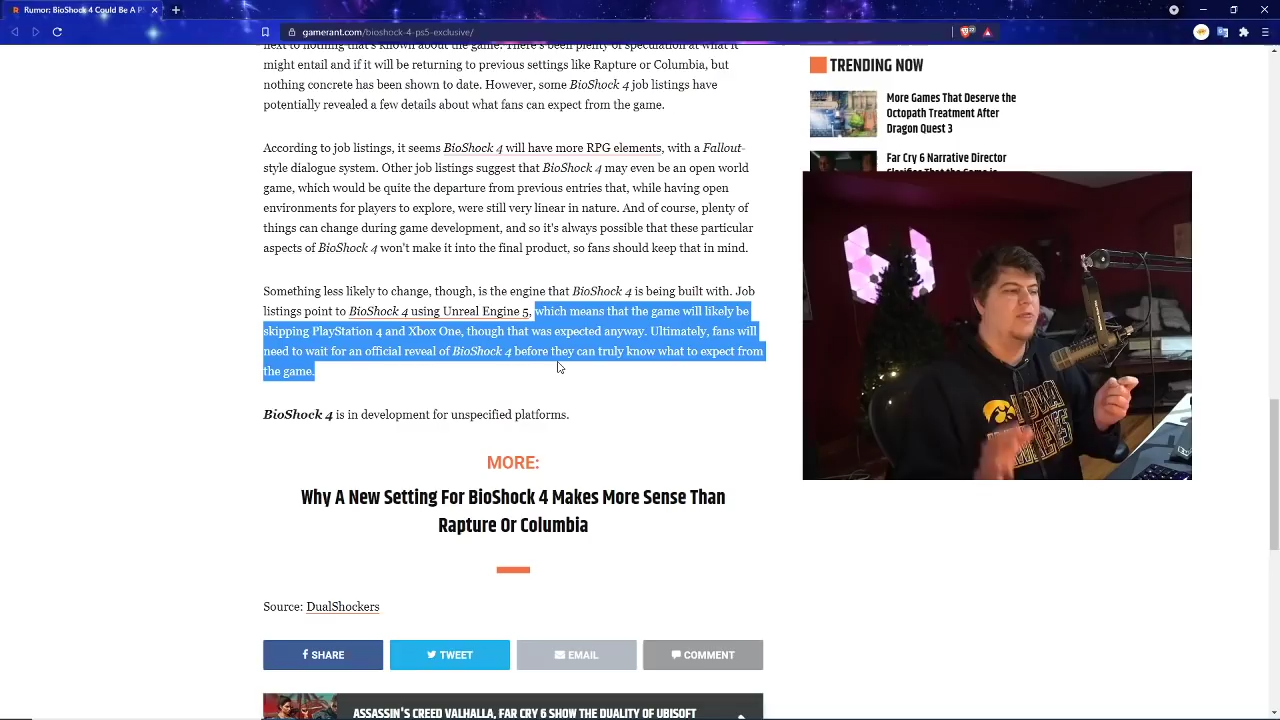 Rumor: BioShock 4 Could Be A PS
gamerant.com/bioshock-4-ps5-exclusive/
next to nothing that's known about the game. There's been plenty of speculation at what it
might entail and if it will be returning to previous settings like Rapture or Columbia, but
nothing concrete has been shown to date. However, some BioShock 4 job listings have
potentially revealed a few details about what fans can expect from the game.
According to job listings, it seems BioShock 4 will have more RPG elements, with a Fallout-
style dialogue system. Other job listings suggest that BioShock 4 may even be an open world
game, which would be quite the departure from previous entries that, while having open
environments for players to explore, were still very linear in nature. And of course, plenty of
things can change during game development, and so it's always possible that these particular
aspects of BioShock 4 won't make it into the final product, so fans should keep that in mind.
Something less likely to change, though, is the engine that BioShock 4 is being built with. Job
listings point to BioShock 4 using Unreal Engine 5, which means that the game will likely be
skipping PlayStation 4 and Xbox One, though that was expected anyway. Ultimately, fans will
need to wait for an official reveal of BioShock 4 before they can truly know what to expect from
the game.
BioShock 4 is in development for unspecified platforms.
MORE:
Why A New Setting For BioShock 4 Makes More Sense Than
Rapture Or Columbia
Source: DualShockers
SHARE
TWEET
EMAIL
COMMENT
ASSASSIN'S CREED VALHALLA, FAR CRY 6 SHOW THE DUALITY OF UBISOFT
TRENDING NOW
More Games That Deserve the
Octopath Treatment After
Dragon Quest 3
Far Cry 6 Narrative Director
Clarifies That the Game is
IOWA
HAWKEYES